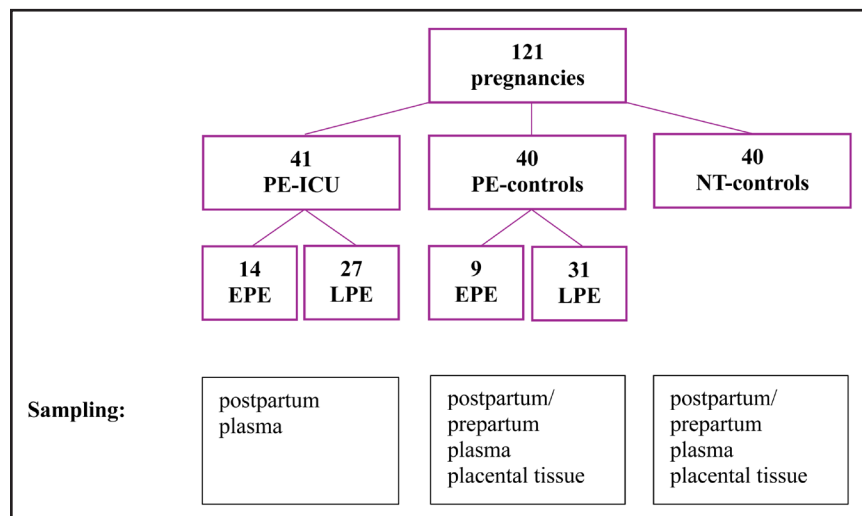 121
pregnancies
41
PE-ICU
40
PE-controls
40
NT-controls
14
EPE
27
LPE
9
EPE
31
LPE
Sampling:
postpartum
plasma
postpartum/
prepartum
plasma
placental tissue
postpartum/
prepartum
plasma
placental tissue